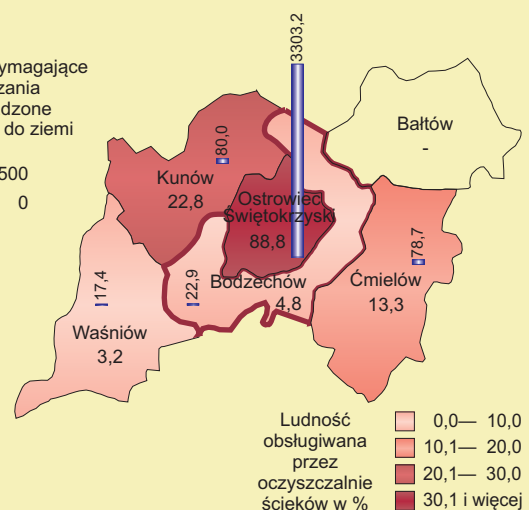 3303,2
ymagające
zania
dzone
do ziemi
500
0
Bałtów
-
80,0
Kunów
22,8
Ostrowiec
Świętokrzyski
88,8
78,7
Ćmielów
13,3
17,4
Waśniów
3,2
22,9
Bodzechów
4,8
Ludność
obsługiwana
przez
oczyszczalnie
ścieków w %
0,0— 10,0
10,1— 20,0
20,1— 30,0
30,1 i więcej